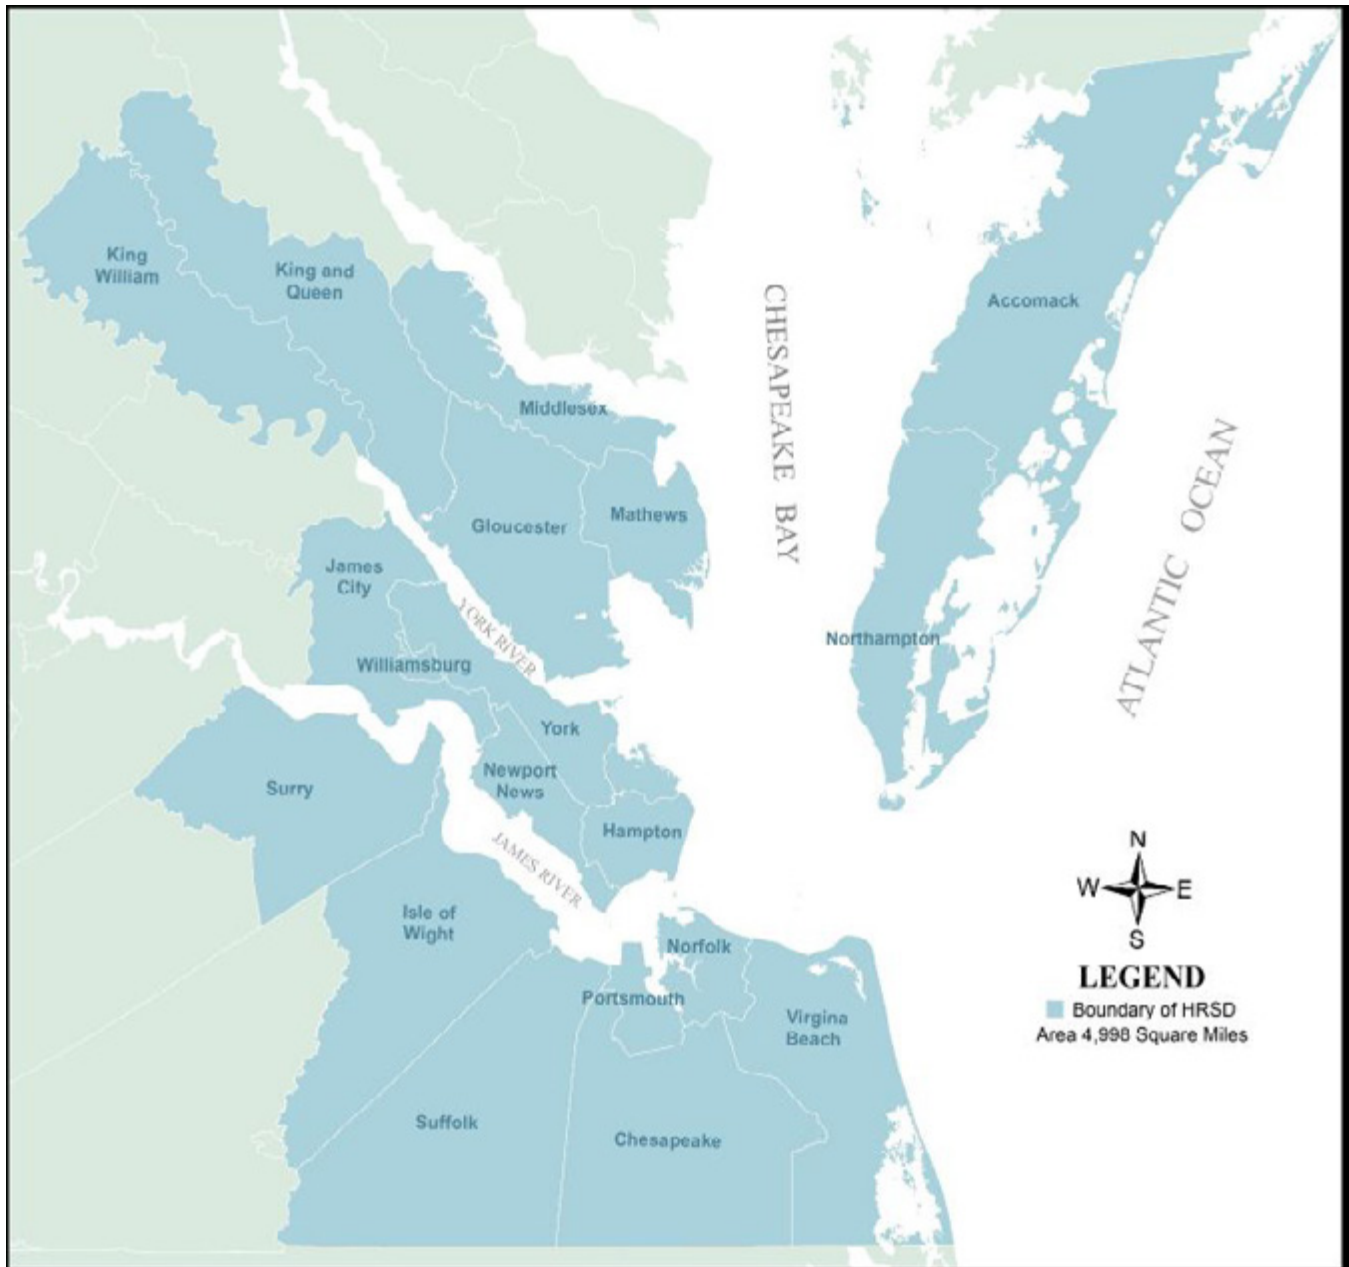 King
William
King and
Queen
Accomack
CHESAPEAKE BAY
Middlesex
ATLANTIC OCEAN
Gloucester
Mathews
James
City
YORK RIVER
Northampton
Williamsburg
York
Newport
News
Surry
Hampton
JAMES RIVER
N
W E
S
Isle of
Wight
Norfolk
LEGEND
Portsmouth
Boundary of HRSD
Virgina
Beach
Area 4,998 Square Miles
Suffolk
Chesapeake